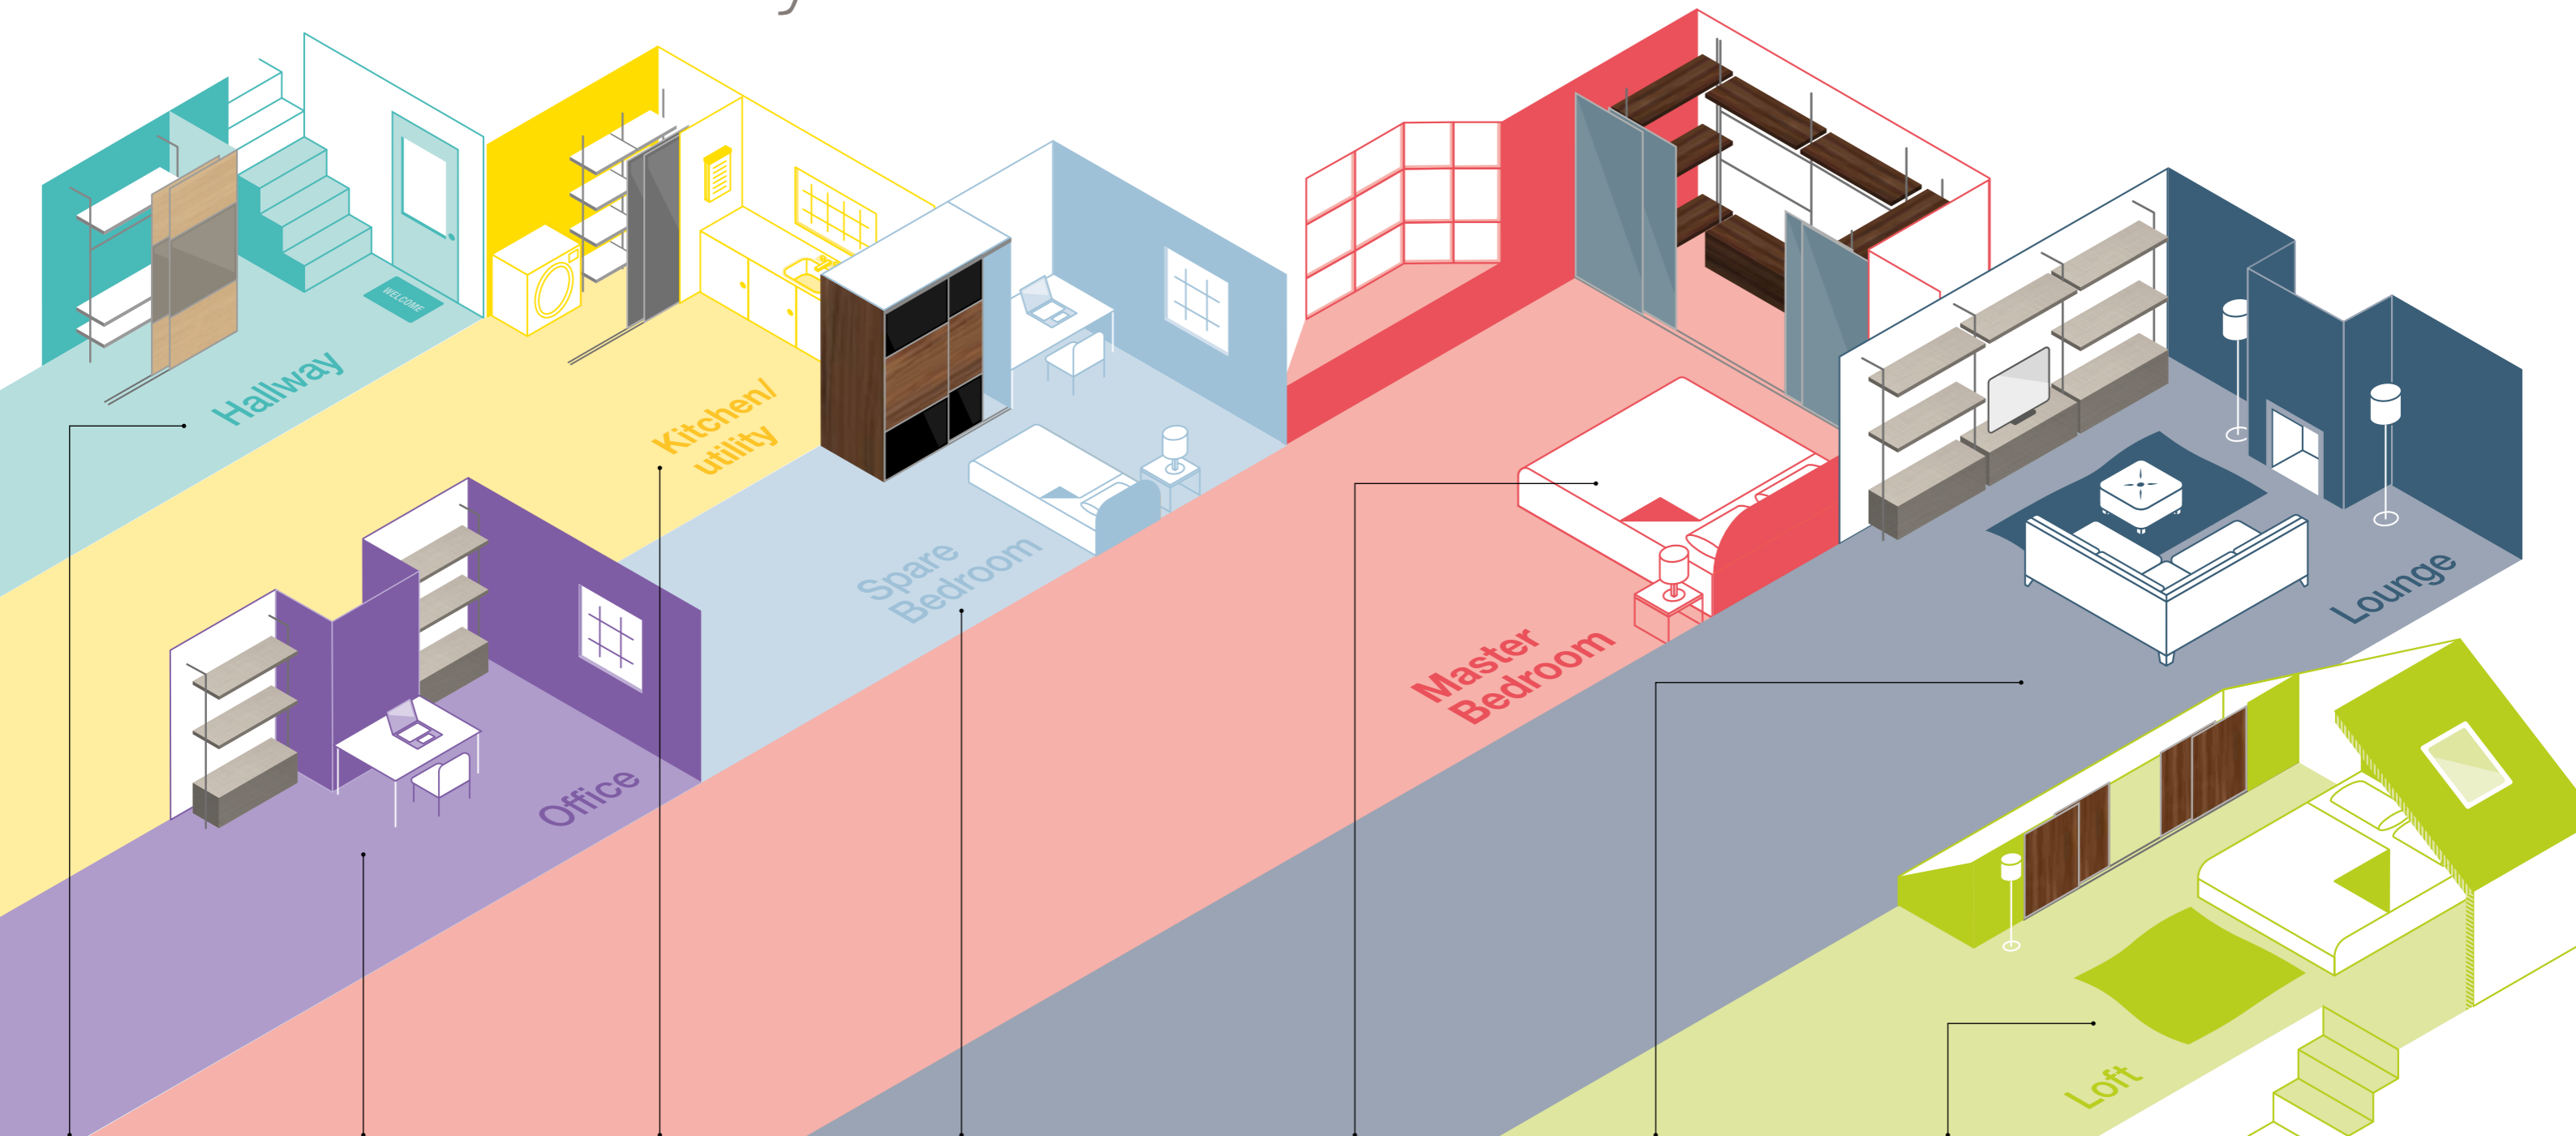 WELCOME
Hallway
Kitchen/
utility
Spare
Bedroom
Office
Master
Bedroom
Lounge
Loft